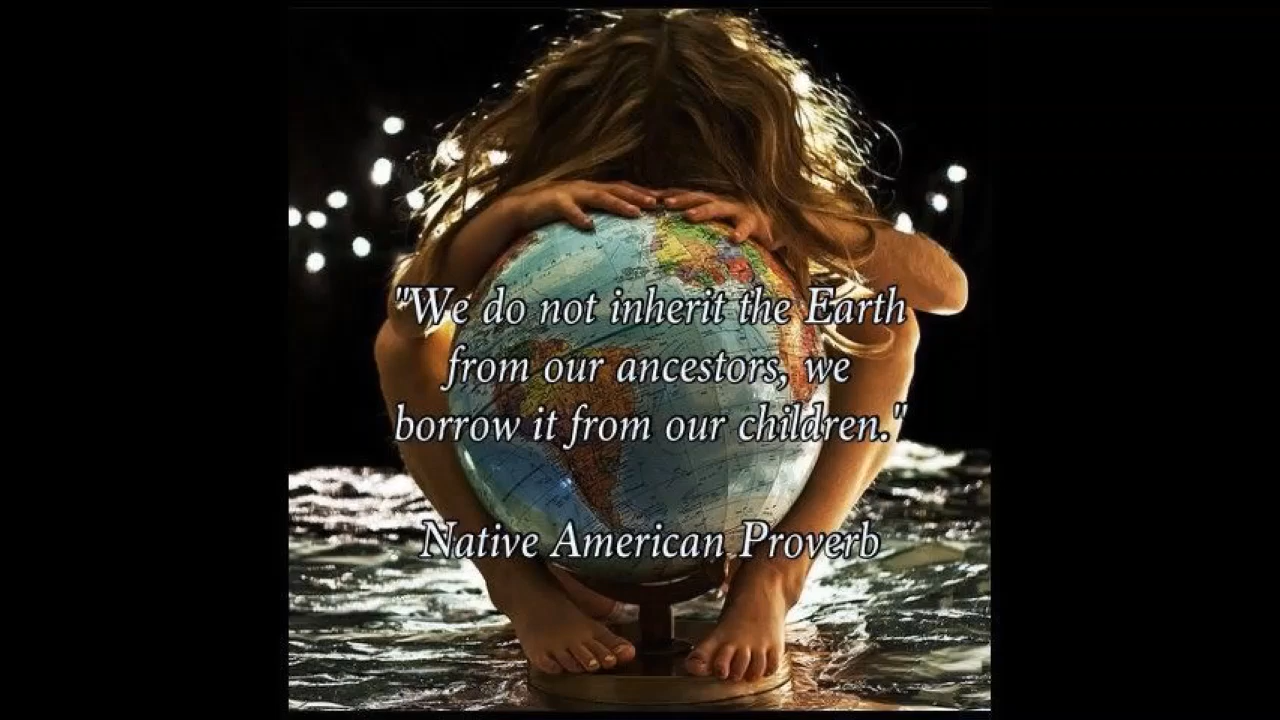 "We do not inherit the Earth
from our ancestors, we
borrow it from our children."
Native American Proverb